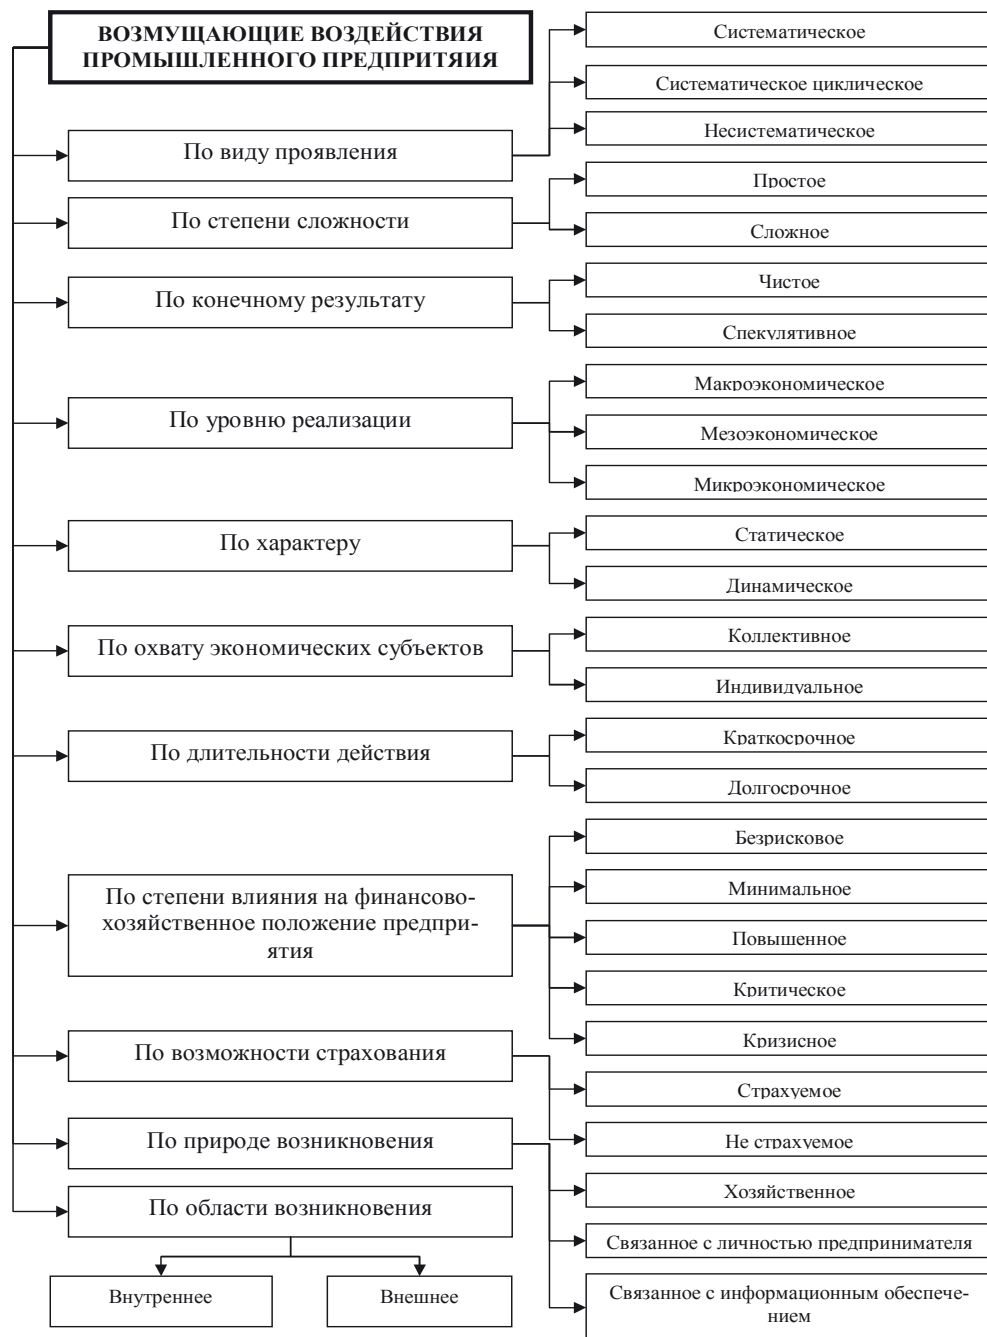 ВОЗМУЩАЮЩИЕ ВОЗДЕЙСТВИЯ
ПРОМЫШЛЕННОГО ПРЕДПРИТЯИЯ
По виду проявления
Систематическое
Систематическое циклическое
Несистематическое
По степени сложности
Простое
Сложное
По конечному результату
Чистое
Спекулятивное
По уровню реализации
Макроэкономическое
Мезоэкономическое
Микроэкономическое
По характеру
Статическое
Динамическое
По охвату экономических субъектов
Коллективное
Индивидуальное
По длительности действия
Краткосрочное
Долгосрочное
По степени влияния на финансово-
хозяйственное положение предпри-
ятия
Безрисковое
Минимальное
Повышенное
Критическое
Кризисное
По возможности страхования
Страхуемое
Не страхуемое
По природе возникновения
Хозяйственное
Связанное с личностью предпринимателя
Связанное с информационным обеспече-
нием
По области возникновения
Внутреннее
Внешнее